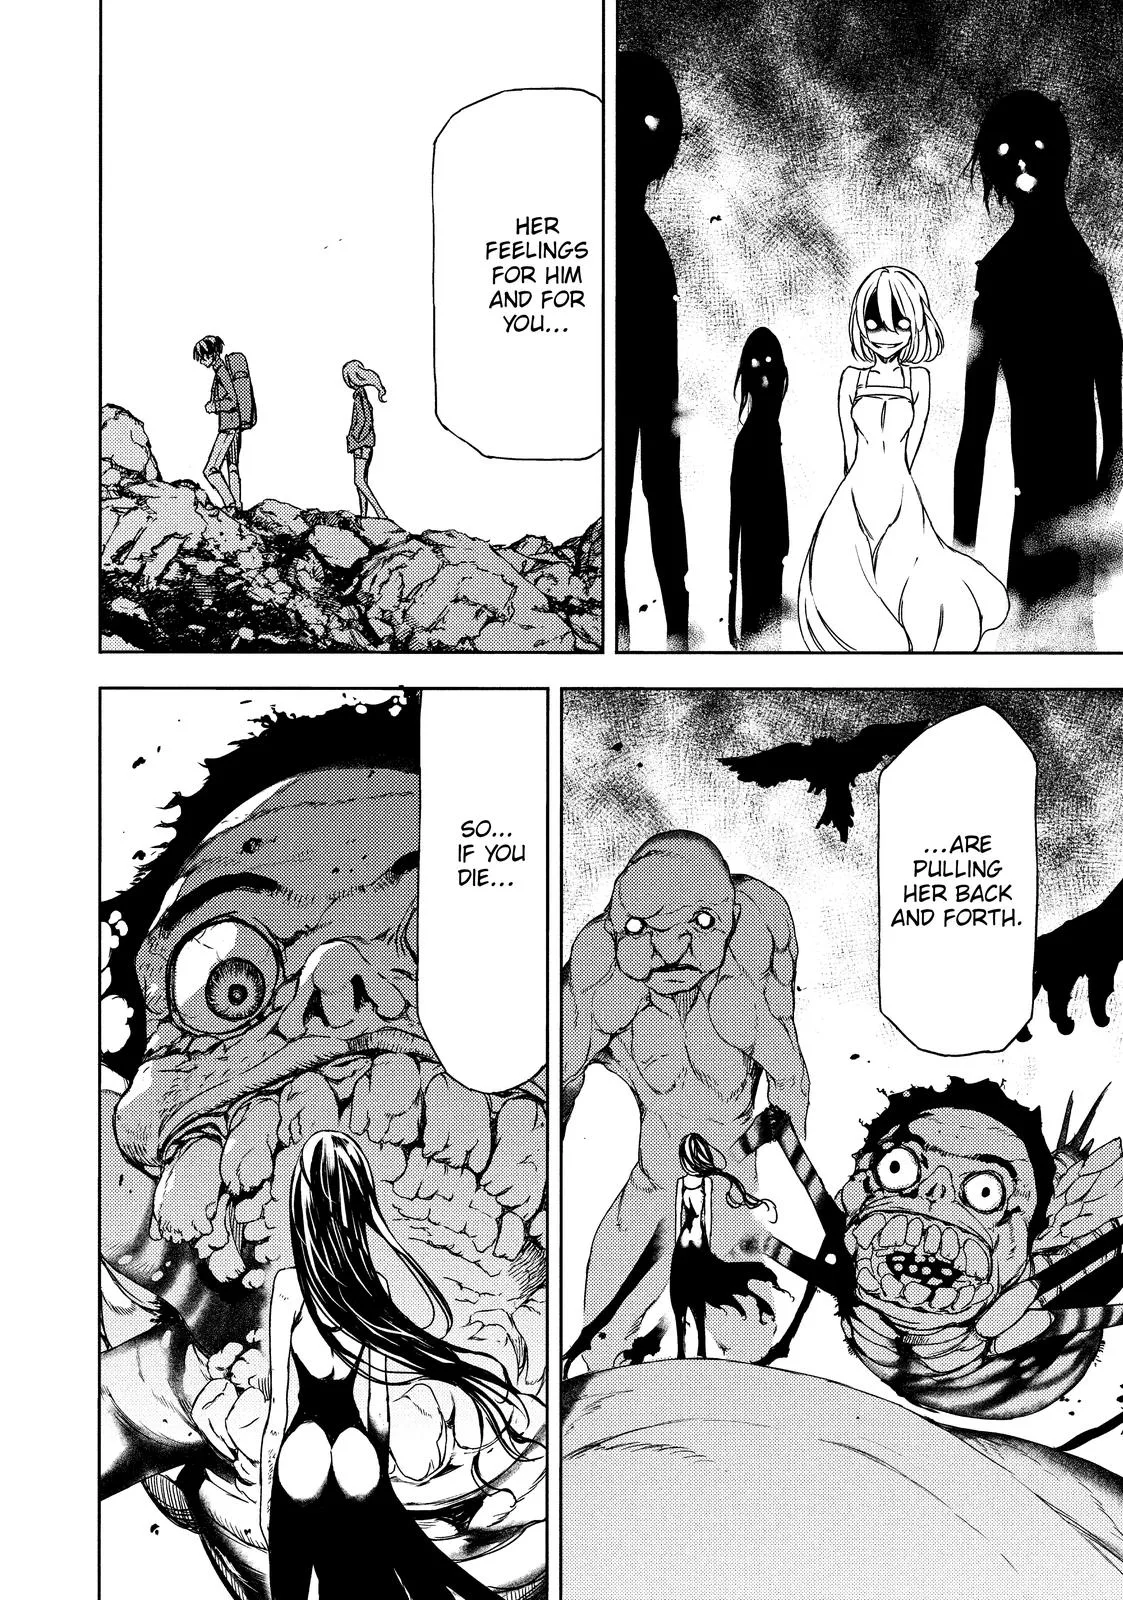 HER
FEELINGS
FOR HIM
AND FOR
YOU...
...ARE
PULLING
HER BACK
AND FORTH.
SO...
IF YOU
DIE...